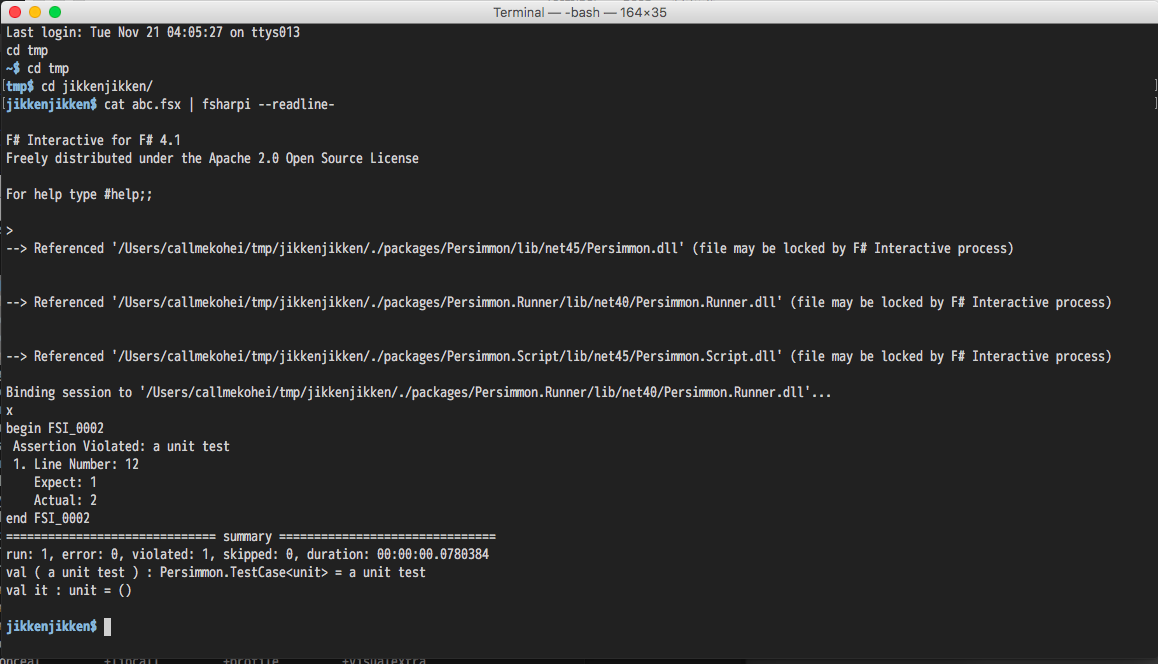 Terminal — -bash — 164×35
Last login: Tue Nov 21 04:05:27 on ttys013
cd tmp
~$ cd tmp
[tmp$ cd jikkenjikken/ ]
[jikkenjikken$ cat abc.fsx | fsharpi --readline- ]
F# Interactive for F# 4.1
Freely distributed under the Apache 2.0 Open Source License
For help type #help;;
>
--> Referenced '/Users/callmekohei/tmp/jikkenjikken/./packages/Persimmon/lib/net45/Persimmon.dll' (file may be locked by F# Interactive process)
--> Referenced '/Users/callmekohei/tmp/jikkenjikken/./packages/Persimmon.Runner/lib/net40/Persimmon.Runner.dll' (file may be locked by F# Interactive process)
--> Referenced '/Users/callmekohei/tmp/jikkenjikken/./packages/Persimmon.Script/lib/net45/Persimmon.Script.dll' (file may be locked by F# Interactive process)
Binding session to '/Users/callmekohei/tmp/jikkenjikken/./packages/Persimmon.Runner/lib/net40/Persimmon.Runner.dll'...
x
begin FSI_0002
Assertion Violated: a unit test
1. Line Number: 12
Expect: 1
Actual: 2
end FSI_0002
============================== summary ===============================
run: 1, error: 0, violated: 1, skipped: 0, duration: 00:00:00.0780384
val ( a unit test ) : Persimmon.TestCase<unit> = a unit test
val it : unit = ()
jikkenjikken$